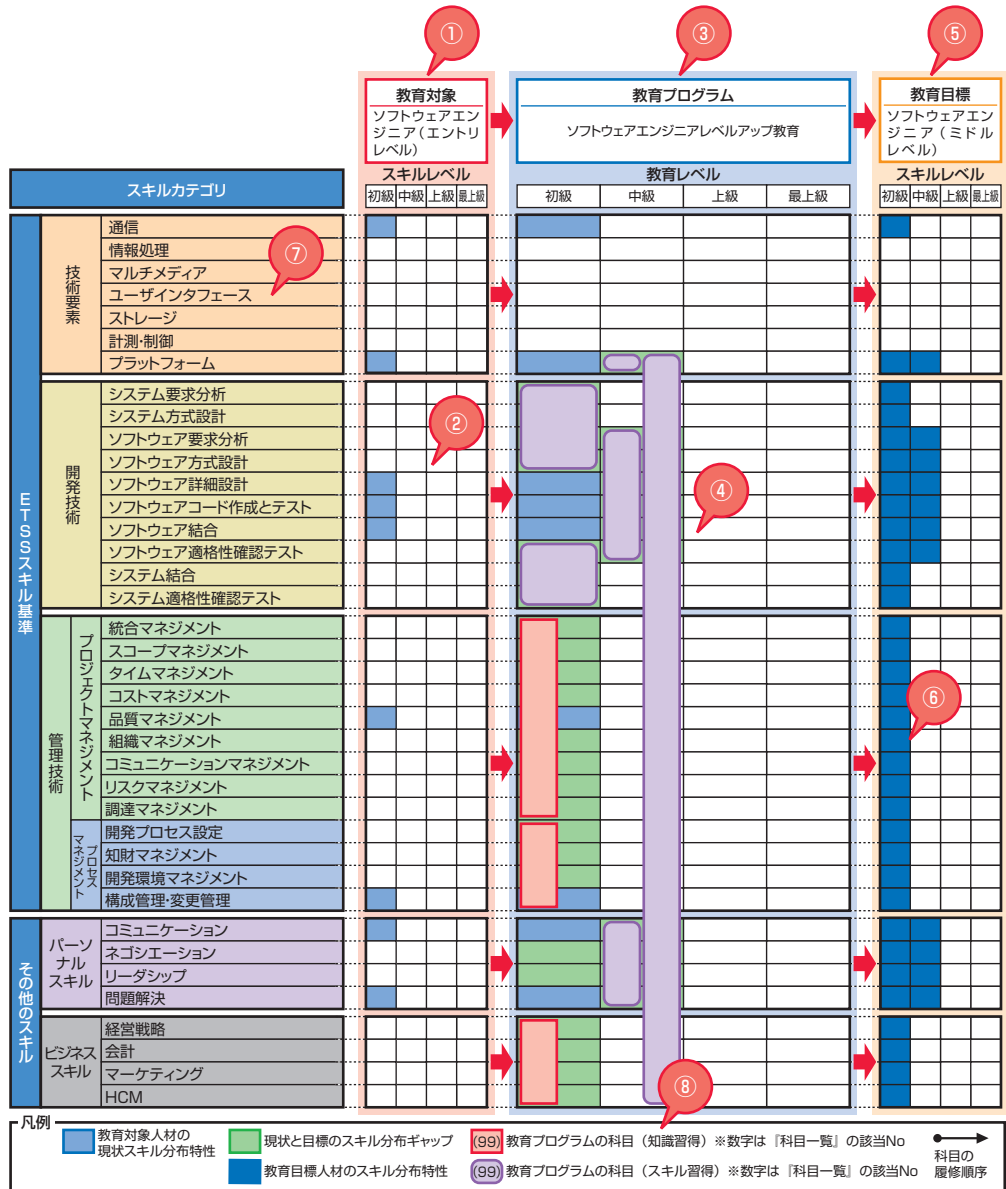 ①
③
⑤
教育対象
ソフトウェアエン
ジニア(エントリ
レベル)
教育プログラム
ソフトウェアエンジニアレベルアップ教育
教育目標
ソフトウェアエン
ジニア(ミドル
レベル)
スキルカテゴリ
スキルレベル
初級 中級 上級 最上級
教育レベル
初級 中級 上級 最上級
スキルレベル
初級 中級 上級 最上級
ETSSスキル基準
技術要素
通信
情報処理
⑦
マルチメディア
ユーザインタフェース
ストレージ
計測・制御
プラットフォーム
開発技術
システム要求分析
システム方式設計
②
ソフトウェア要求分析
ソフトウェア方式設計
ソフトウェア詳細設計
④
ソフトウェアコード作成とテスト
ソフトウェア結合
ソフトウェア適格性確認テスト
システム結合
システム適格性確認テスト
管理技術
プロジェクトマネジメント
統合マネジメント
スコープマネジメント
タイムマネジメント
コストマネジメント
⑥
品質マネジメント
組織マネジメント
コミュニケーションマネジメント
リスクマネジメント
調達マネジメント
プロセス
マネジメント
開発プロセス設定
知財マネジメント
開発環境マネジメント
構成管理・変更管理
その他のスキル
パーソ
ナル
スキル
コミュニケーション
ネゴシエーション
リーダシップ
問題解決
ビジネス
スキル
経営戦略
会計
マーケティング
HCM
⑧
凡例
教育対象人材の
現状スキル分布特性
現状と目標のスキル分布ギャップ
教育目標人材のスキル分布特性
(99) 教育プログラムの科目(知識習得)※数字は『科目一覧』の該当No
(99) 教育プログラムの科目(スキル習得)※数字は『科目一覧』の該当No
科目の
履修順序